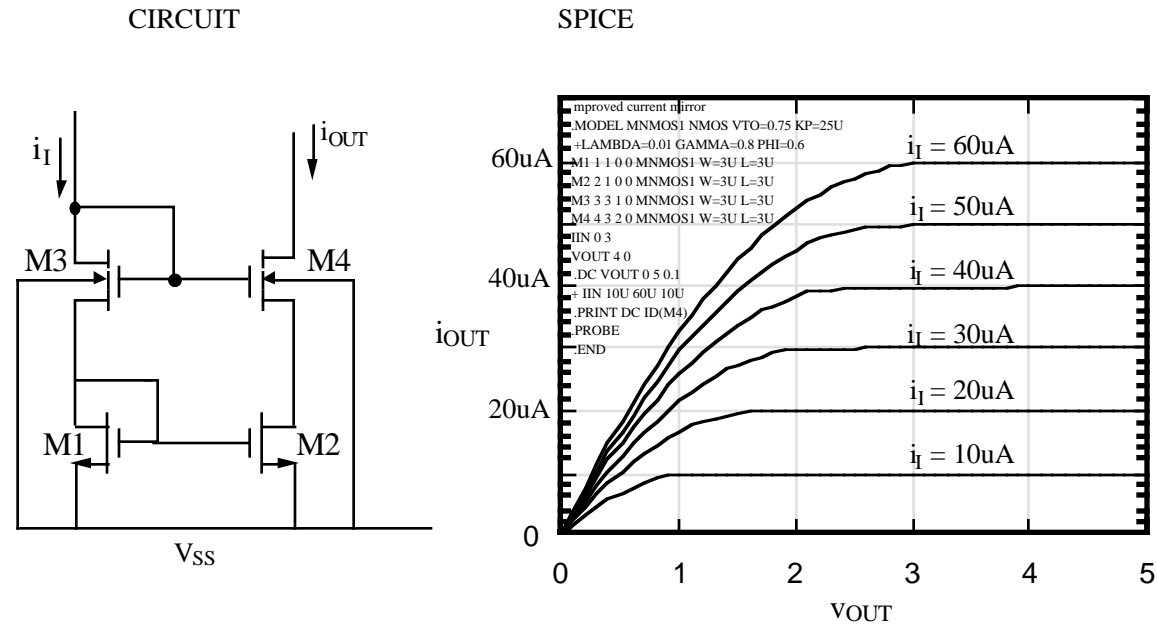 CIRCUIT
SPICE
iI
iOUT
M3
M4
M1
M2
VSS
mproved current mirror
.MODEL MNMOS1 NMOS VTO=0.75 KP=25U
+LAMBDA=0.01 GAMMA=0.8 PHI=0.6
M1 1 1 0 0 MNMOS1 W=3U L=3U
M2 2 1 0 0 MNMOS1 W=3U L=3U
M3 3 3 1 0 MNMOS1 W=3U L=3U
M4 4 3 2 0 MNMOS1 W=3U L=3U
IIN 0 3
VOUT 4 0
.DC VOUT 0 5 0.1
+ IIN 10U 60U 10U
.PRINT DC ID(M4)
.PROBE
.END
iI = 60uA
iI = 50uA
iI = 40uA
iI = 30uA
iI = 20uA
iI = 10uA
60uA
40uA
iOUT
20uA
0
0 1 2 3 4 5
vOUT